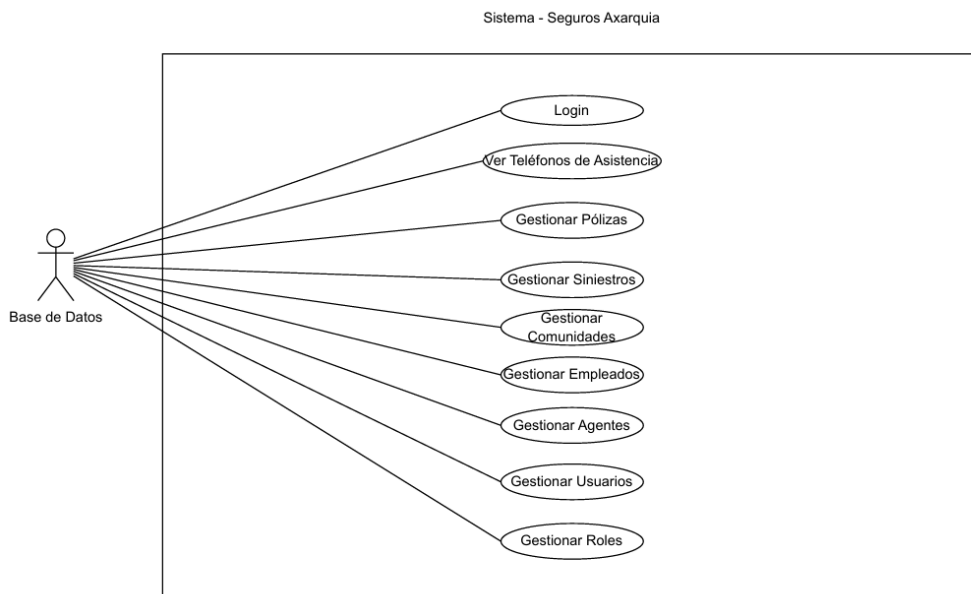 Sistema - Seguros Axarquia
Login
Ver Teléfonos de Asistencia
Gestionar Pólizas
Gestionar Siniestros
Base de Datos
Gestionar
Comunidades
Gestionar Empleados
Gestionar Agentes
Gestionar Usuarios
Gestionar Roles